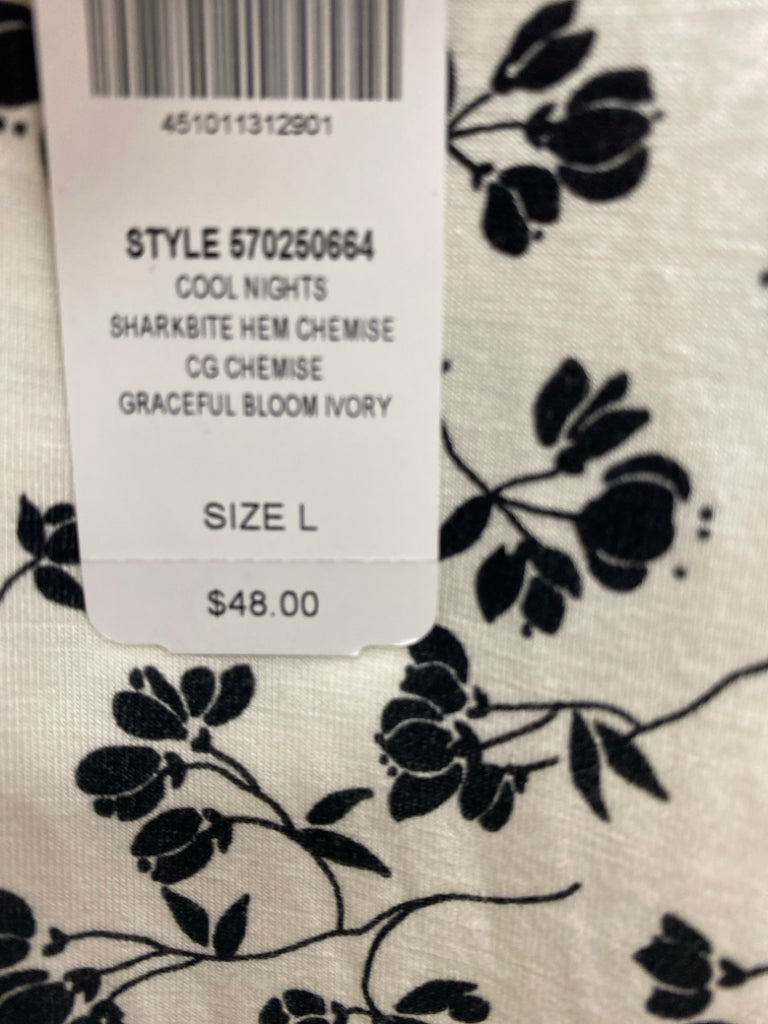 451011312901
STYLE 570250664
COOL NIGHTS
SHARKBITE HEM CHEMISE
CG CHEMISE
GRACEFUL BLOOM IVORY
SIZE L
$48.00